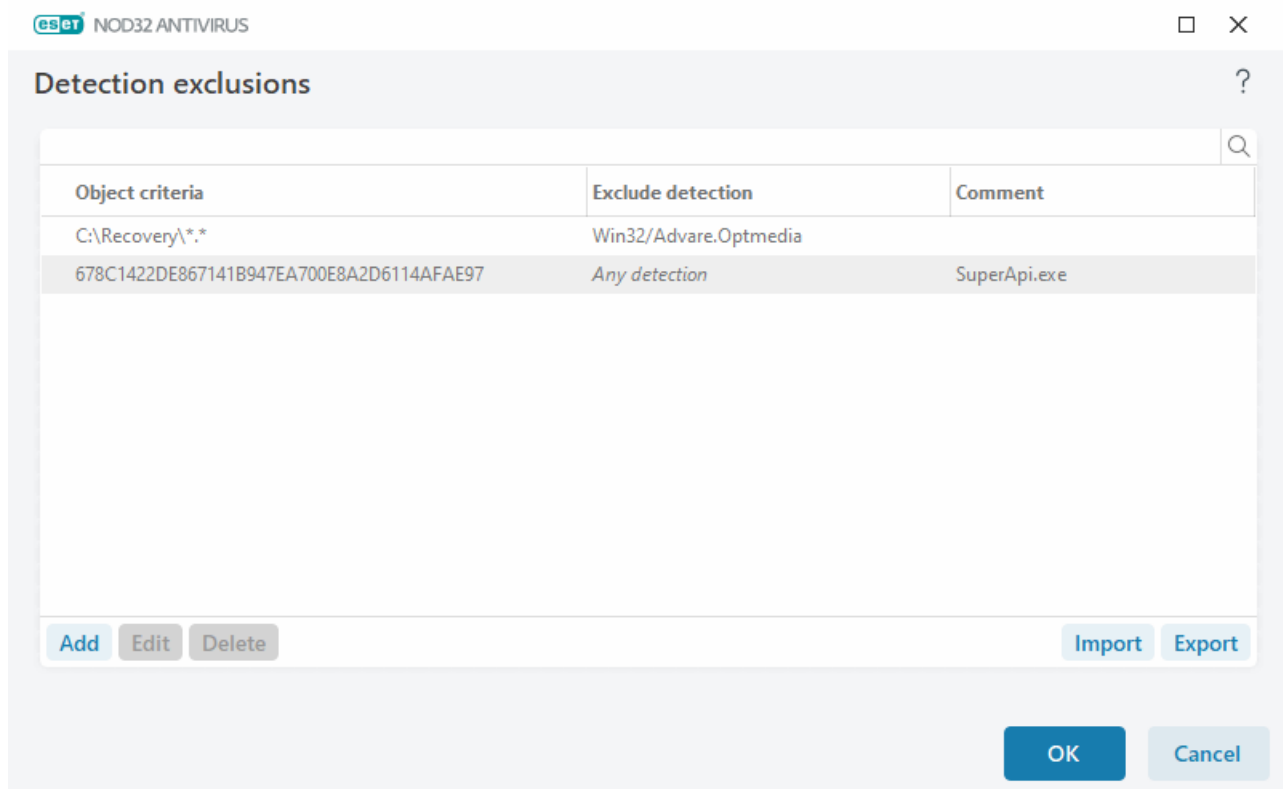 eset NOD32 ANTIVIRUS
Detection exclusions ?
Object criteria Exclude detection Comment
C:\Recovery\*.* Win32/Advare.Optmedia
678C1422DE867141B947EA700E8A2D6114AFAE97 Any detection SuperApi.exe
Add Edit Delete Import Export
OK Cancel